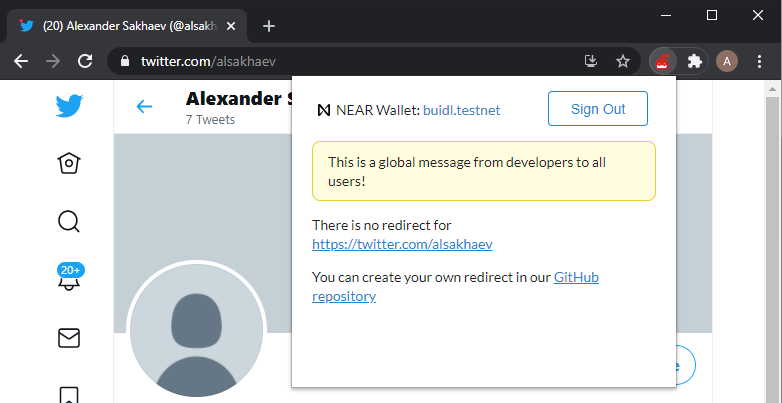 (20) Alexander Sakhaev (@alsakh
twitter.com/alsakhaev
A
Alexander S
7 Tweets
20+
NEAR Wallet: buidl.testnet
Sign Out
This is a global message from developers to all
users!
There is no redirect for
https://twitter.com/alsakhaev
You can create your own redirect in our GitHub
repository
e